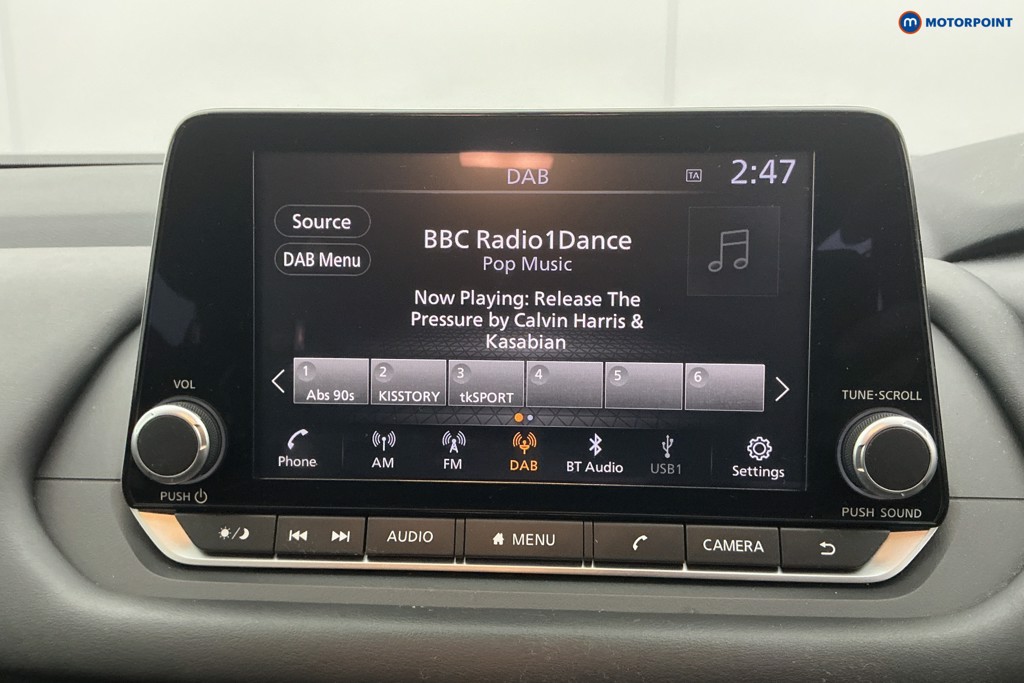 m MOTORPOINT
DAB
TA
2:47
Source
DAB Menu
BBC Radio1Dance
Pop Music
Now Playing: Release The
Pressure by Calvin Harris &
Kasabian
1 Abs 90s
2 KISSTORY
3 tkSPORT
4
5
6
VOL
PUSH
TUNE·SCROLL
PUSH SOUND
Phone
AM
FM
DAB
BT Audio
USB1
Settings
AUDIO
MENU
CAMERA